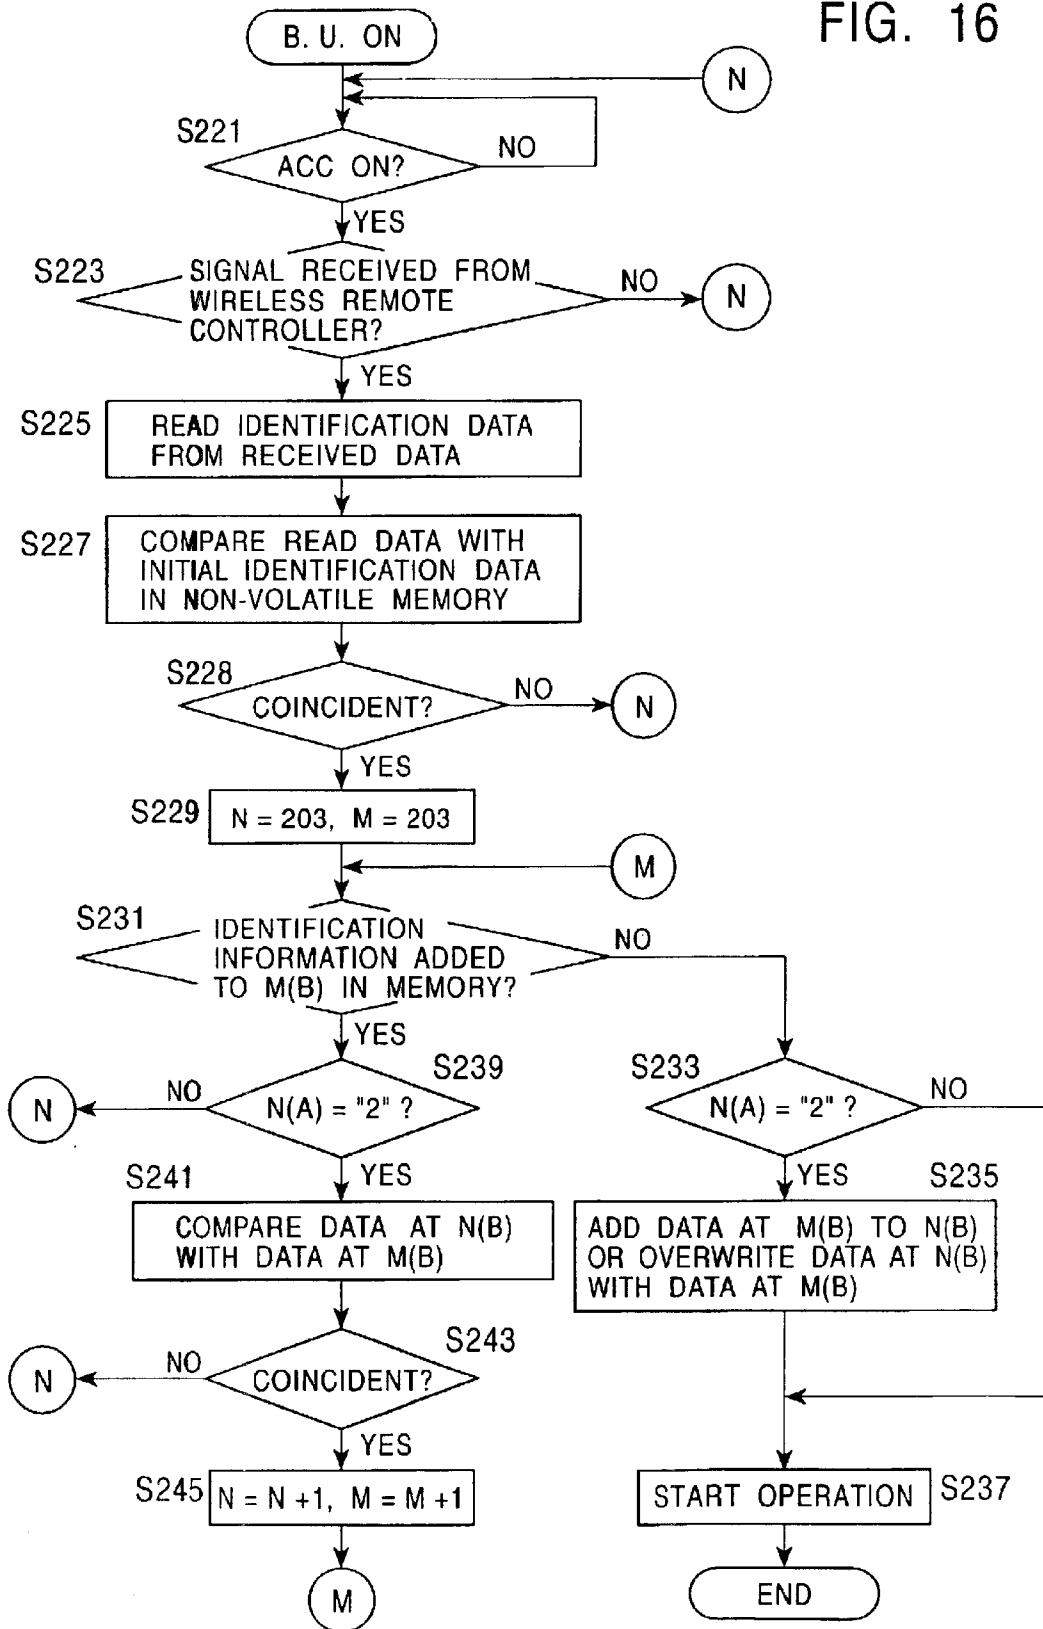 FIG. 16
B. U. ON
N
S221
ACC ON?
NO
YES
S223
SIGNAL RECEIVED FROM
WIRELESS REMOTE
CONTROLLER?
NO
N
YES
S225
READ IDENTIFICATION DATA
FROM RECEIVED DATA
S227
COMPARE READ DATA WITH
INITIAL IDENTIFICATION DATA
IN NON-VOLATILE MEMORY
S228
COINCIDENT?
NO
N
YES
S229
N = 203, M = 203
M
S231
IDENTIFICATION
INFORMATION ADDED
TO M(B) IN MEMORY?
NO
YES
S239
N(A) = "2" ?
NO
N
YES
S233
N(A) = "2" ?
NO
YES
S241
COMPARE DATA AT N(B)
WITH DATA AT M(B)
S235
ADD DATA AT M(B) TO N(B)
OR OVERWRITE DATA AT N(B)
WITH DATA AT M(B)
S243
COINCIDENT?
NO
N
YES
S245
N = N +1, M = M +1
M
START OPERATION
S237
END